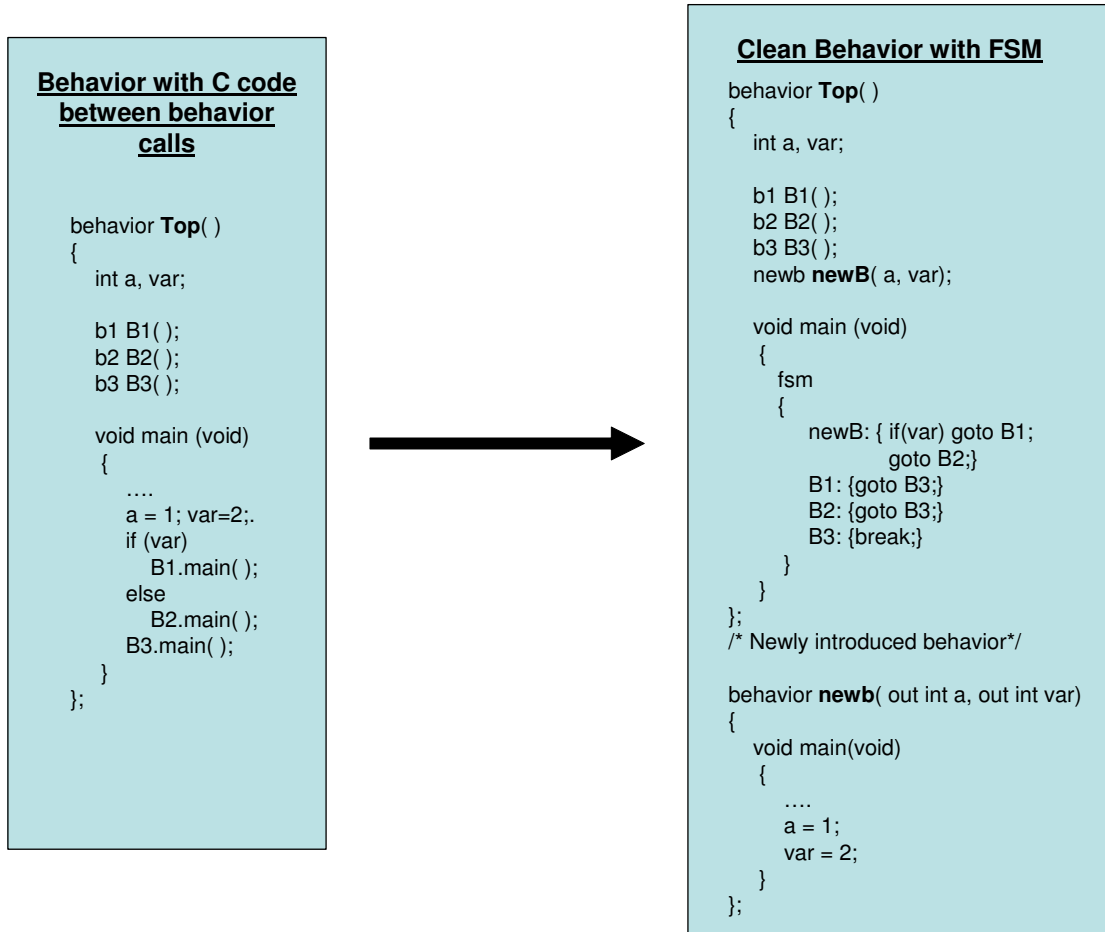 Behavior with C code
between behavior
calls
behavior Top( )
{
int a, var;
b1 B1( );
b2 B2( );
b3 B3( );
void main (void)
{
....
a = 1; var=2;.
if (var)
B1.main( );
else
B2.main( );
B3.main( );
}
};
Clean Behavior with FSM
behavior Top( )
{
int a, var;
b1 B1( );
b2 B2( );
b3 B3( );
newb newB( a, var);
void main (void)
{
fsm
{
newB: { if(var) goto B1;
goto B2;}
B1: {goto B3;}
B2: {goto B3;}
B3: {break;}
}
}
};
/* Newly introduced behavior*/
behavior newb( out int a, out int var)
{
void main(void)
{
....
a = 1;
var = 2;
}
};